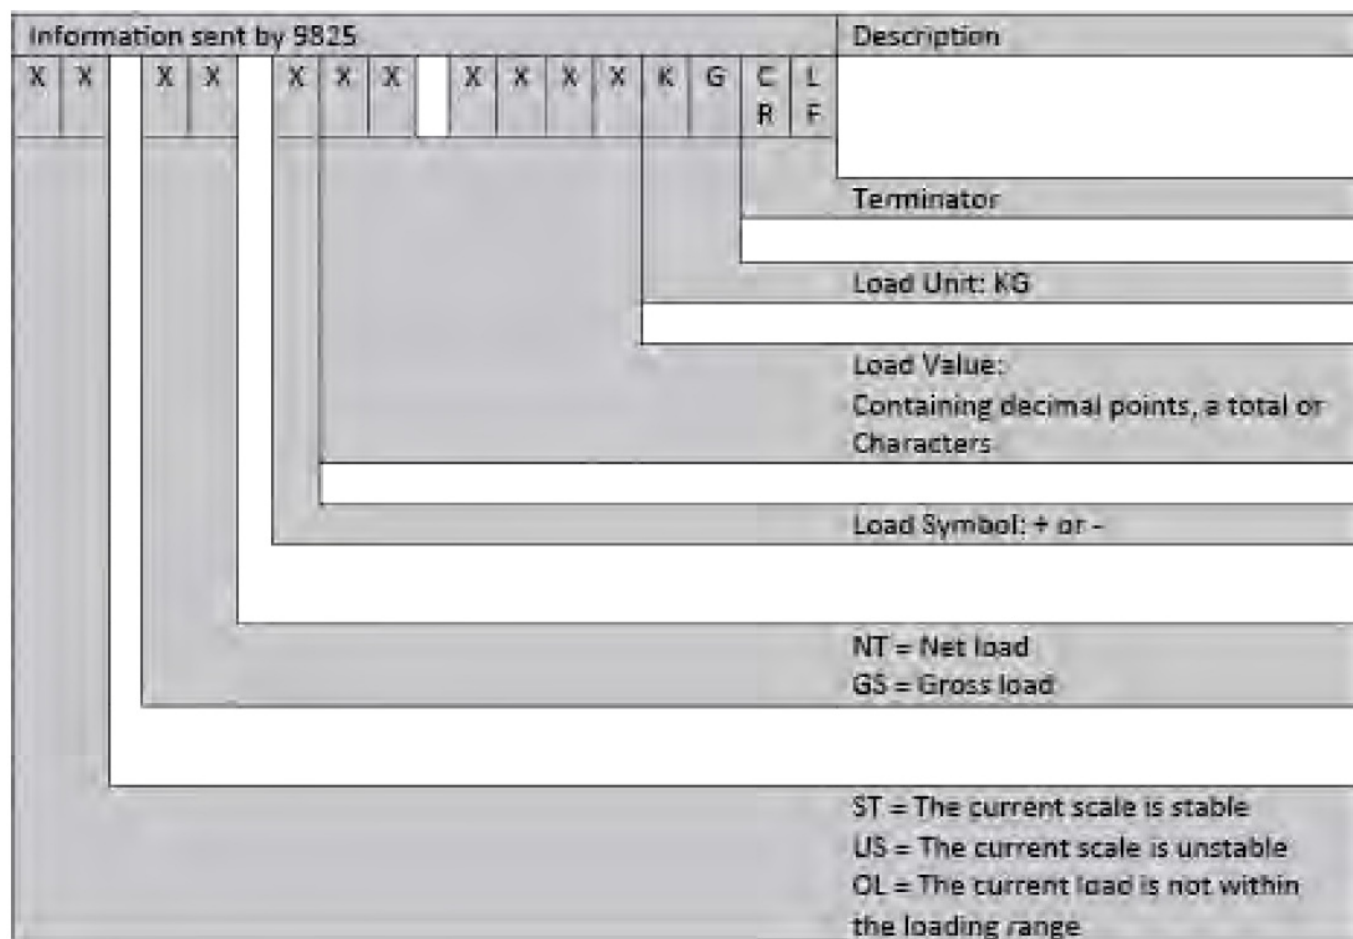 Information sent by 9825 Description
X X X X X X X X X X X K G C R L F
Terminator
Load Unit: KG
Load Value:
Containing decimal points, a total or
Characters
Load Symbol: + or -
NT = Net load
GS = Gross load
ST = The current scale is stable
US = The current scale is unstable
OL = The current load is not within
the loading range